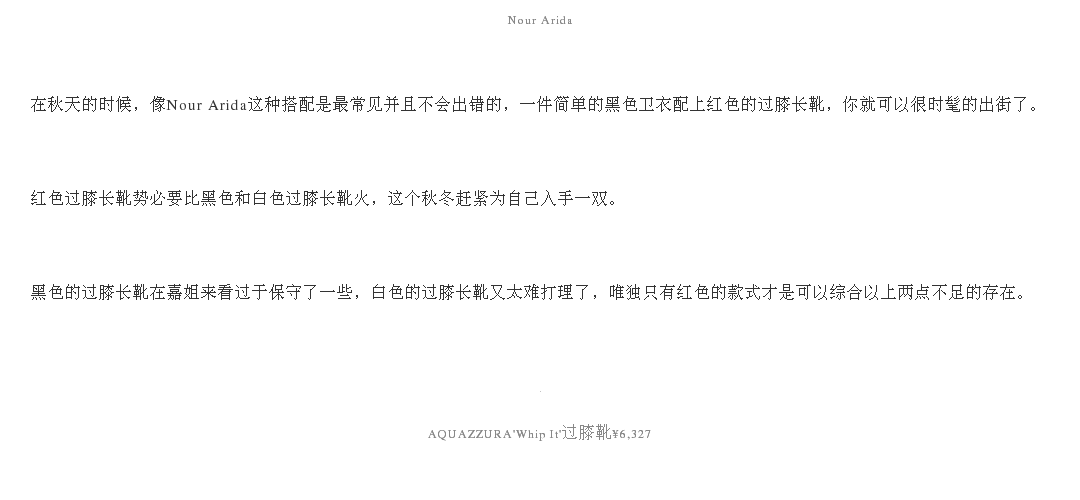 Nour Arida
在秋天的时候，像Nour Arida这种搭配是最常见并且不会出错的，一件简单的黑色卫衣配上红色的过膝长靴，你就可以很时髦的出街了。
红色过膝长靴势必要比黑色和白色过膝长靴火，这个秋冬赶紧为自己入手一双。
黑色的过膝长靴在嘉姐来看过于保守了一些，白色的过膝长靴又太难打理了，唯独只有红色的款式才是可以综合以上两点不足的存在。
AQUAZZURA'Whip It'过膝靴¥6,327